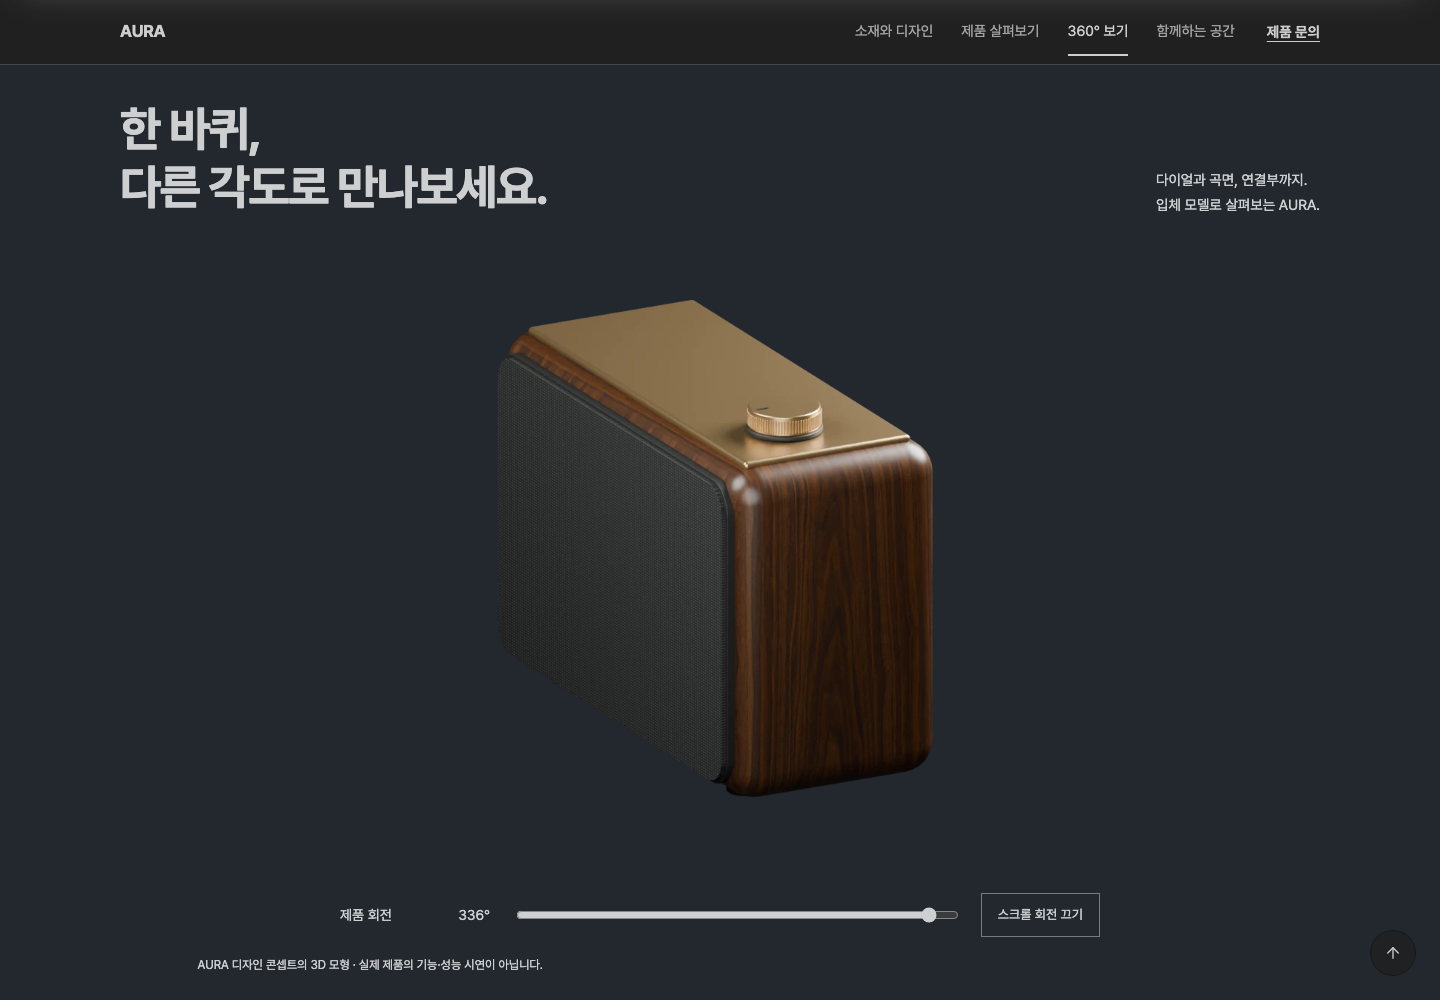 AURA
소재와 디자인
제품 살펴보기
360° 보기
함께하는 공간
제품 문의
한 바퀴,
다른 각도로 만나보세요.
다이얼과 곡면, 연결부까지.
입체 모델로 살펴보는 AURA.
제품 회전
336°
스크롤 회전 끄기
AURA 디자인 콘셉트의 3D 모형 · 실제 제품의 기능·성능 시연이 아닙니다.